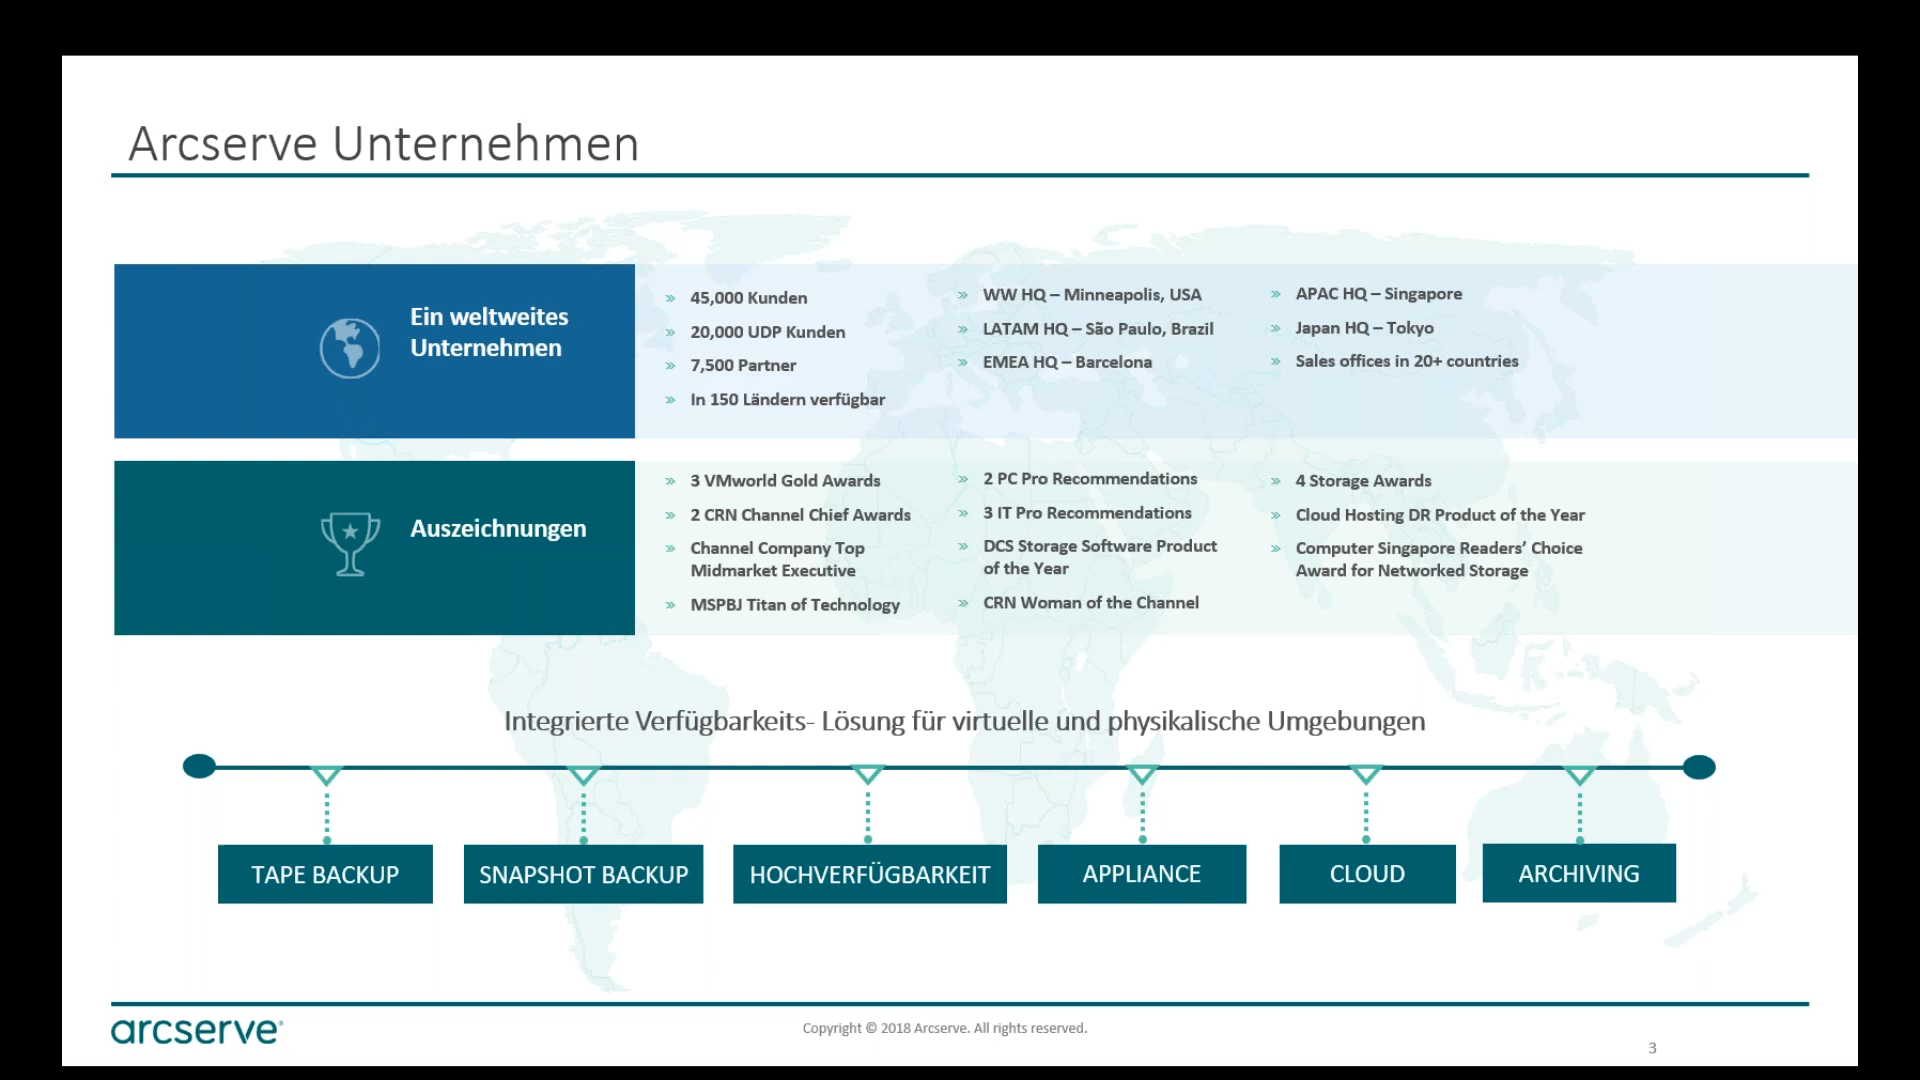 Arcserve Unternehmen
Ein weltweites
Unternehmen
» 45,000 Kunden
» 20,000 UDP Kunden
» 7,500 Partner
» In 150 Ländern verfügbar
» WW HQ – Minneapolis, USA
» LATAM HQ – São Paulo, Brazil
» EMEA HQ – Barcelona
» APAC HQ – Singapore
» Japan HQ – Tokyo
» Sales offices in 20+ countries
Auszeichnungen
» 3 VMworld Gold Awards
» 2 CRN Channel Chief Awards
» Channel Company Top
Midmarket Executive
» MSPBJ Titan of Technology
» 2 PC Pro Recommendations
» 3 IT Pro Recommendations
» DCS Storage Software Product
of the Year
» CRN Woman of the Channel
» 4 Storage Awards
» Cloud Hosting DR Product of the Year
» Computer Singapore Readers’ Choice
Award for Networked Storage
Integrierte Verfügbarkeits- Lösung für virtuelle und physikalische Umgebungen
TAPE BACKUP
SNAPSHOT BACKUP
HOCHVERFÜGBARKEIT
APPLIANCE
CLOUD
ARCHIVING
arcserve®
Copyright © 2018 Arcserve. All rights reserved.
3